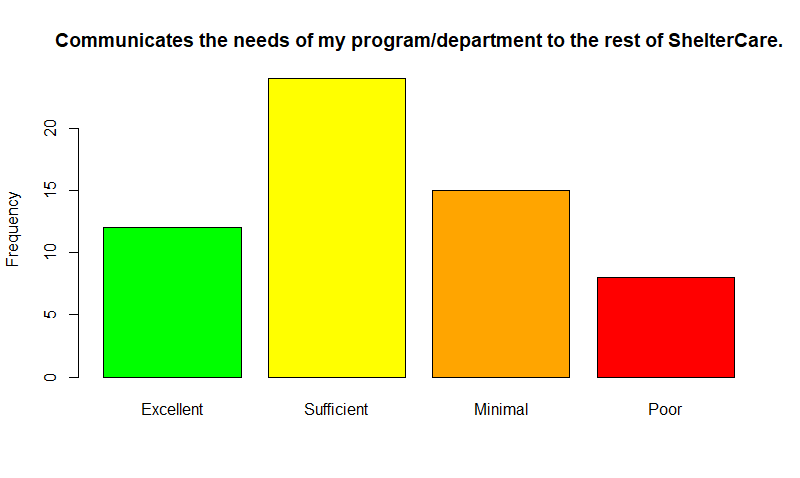 Communicates the needs of my program/department to the rest of ShelterCare.
Frequency
20
15
10
5
0
Excellent Sufficient Minimal Poor